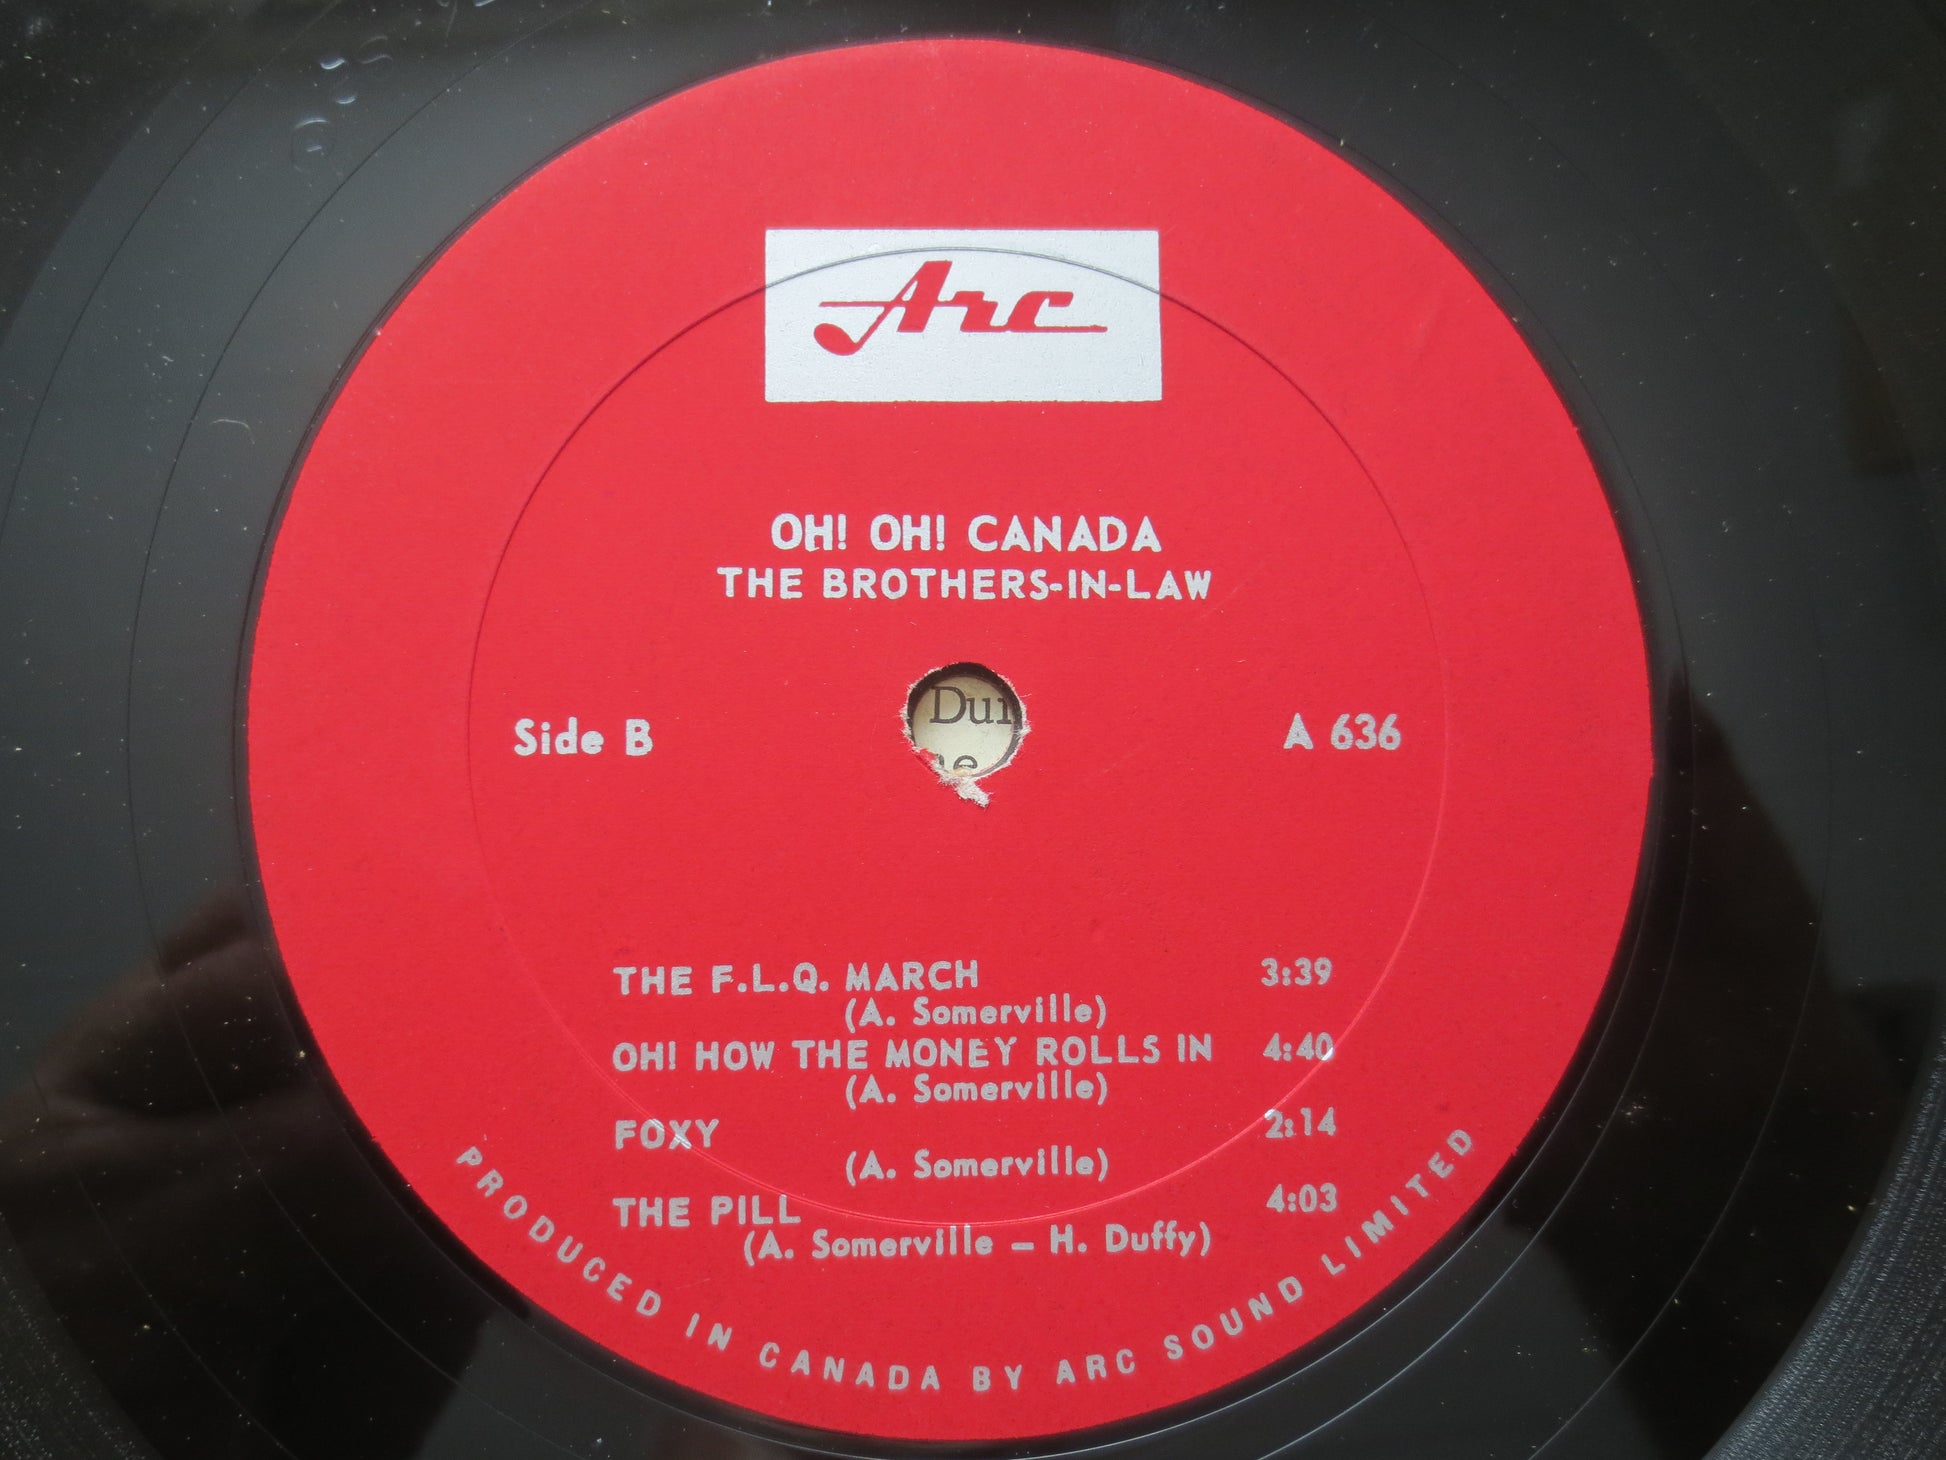 Arc
OH! OH! CANADA
THE BROTHERS-IN-LAW
Side B
A 636
THE F.L.Q. MARCH 3:39
(A. Somerville)
OH! HOW THE MONEY ROLLS IN 4:40
(A. Somerville)
FOXY 2:14
(A. Somerville)
THE PILL 4:03
(A. Somerville – H. Duffy)
PRODUCED IN CANADA BY ARC SOUND LIMITED